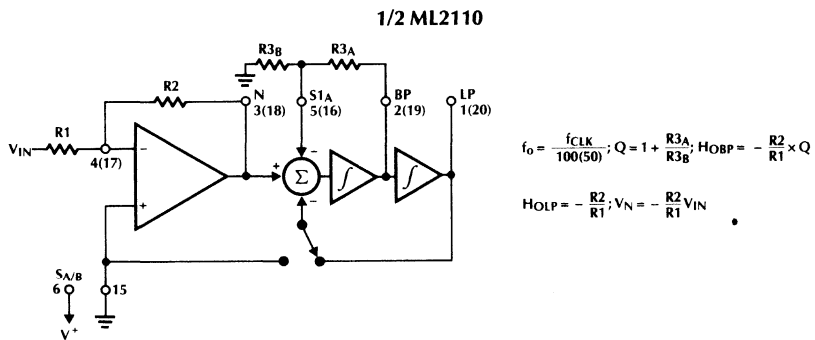 1/2 ML2110
R3B R3A
R2 N S1A BP LP
3(18) 5(16) 2(19) 1(20)
VIN R1
4(17) − − fo = fCLK / 100(50) ; Q = 1 + R3A / R3B ; HOBP = − R2 / R1 × Q
+ Σ ∫ ∫
+ − HOLP = − R2 / R1 ; VN = − R2 / R1 VIN
SA/B
6 15
V+